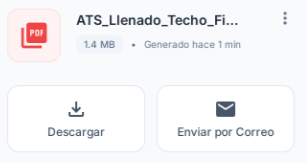 PDF
ATS_Llenado_Techo_Fi...
1.4 MB • Generado hace 1 min
Descargar
Enviar por Correo